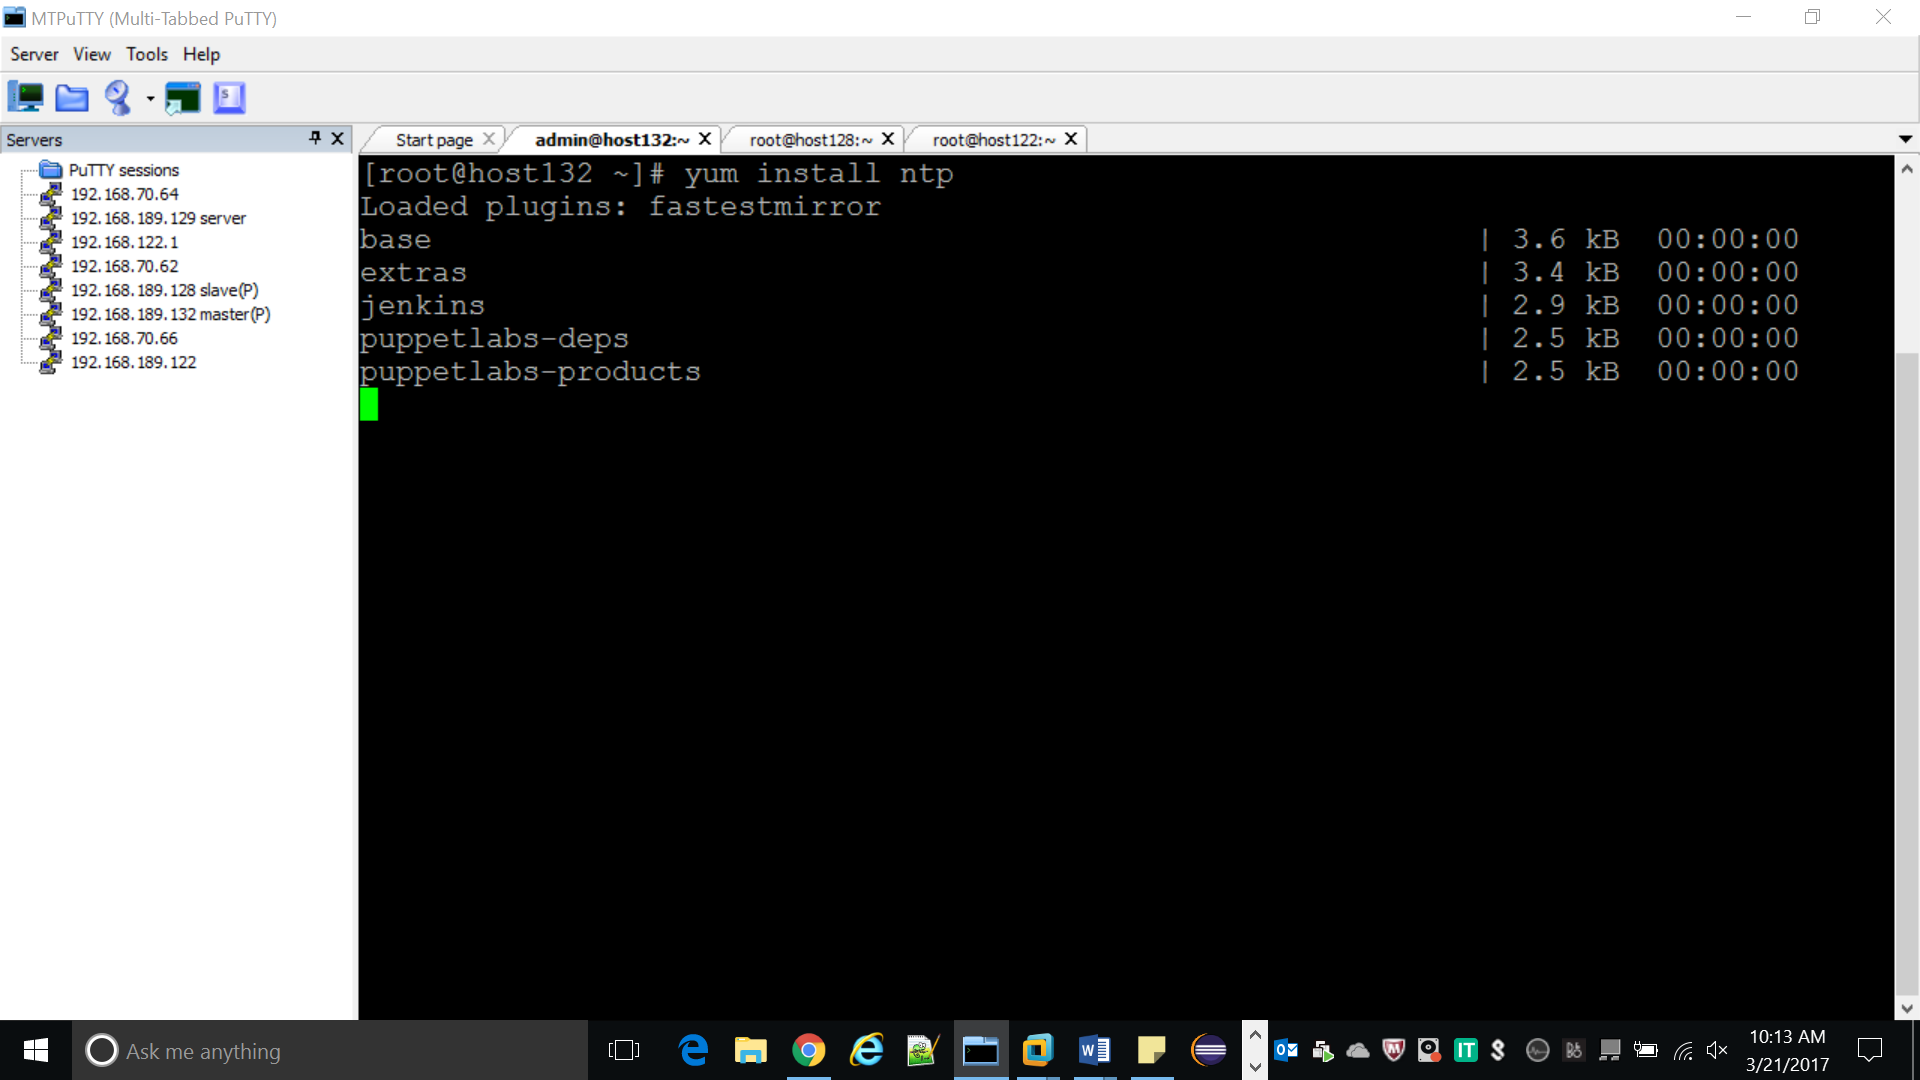 MTPuTTY (Multi-Tabbed PuTTY)
Server View Tools Help
Servers
PuTTY sessions
192.168.70.64
192.168.189.129 server
192.168.122.1
192.168.70.62
192.168.189.128 slave(P)
192.168.189.132 master(P)
192.168.70.66
192.168.189.122
Start page admin@host132:~ root@host128:~ root@host122:~
[root@host132 ~]# yum install ntp
Loaded plugins: fastestmirror
base | 3.6 kB 00:00:00
extras | 3.4 kB 00:00:00
jenkins | 2.9 kB 00:00:00
puppetlabs-deps | 2.5 kB 00:00:00
puppetlabs-products | 2.5 kB 00:00:00
Ask me anything
IT
10:13 AM
3/21/2017